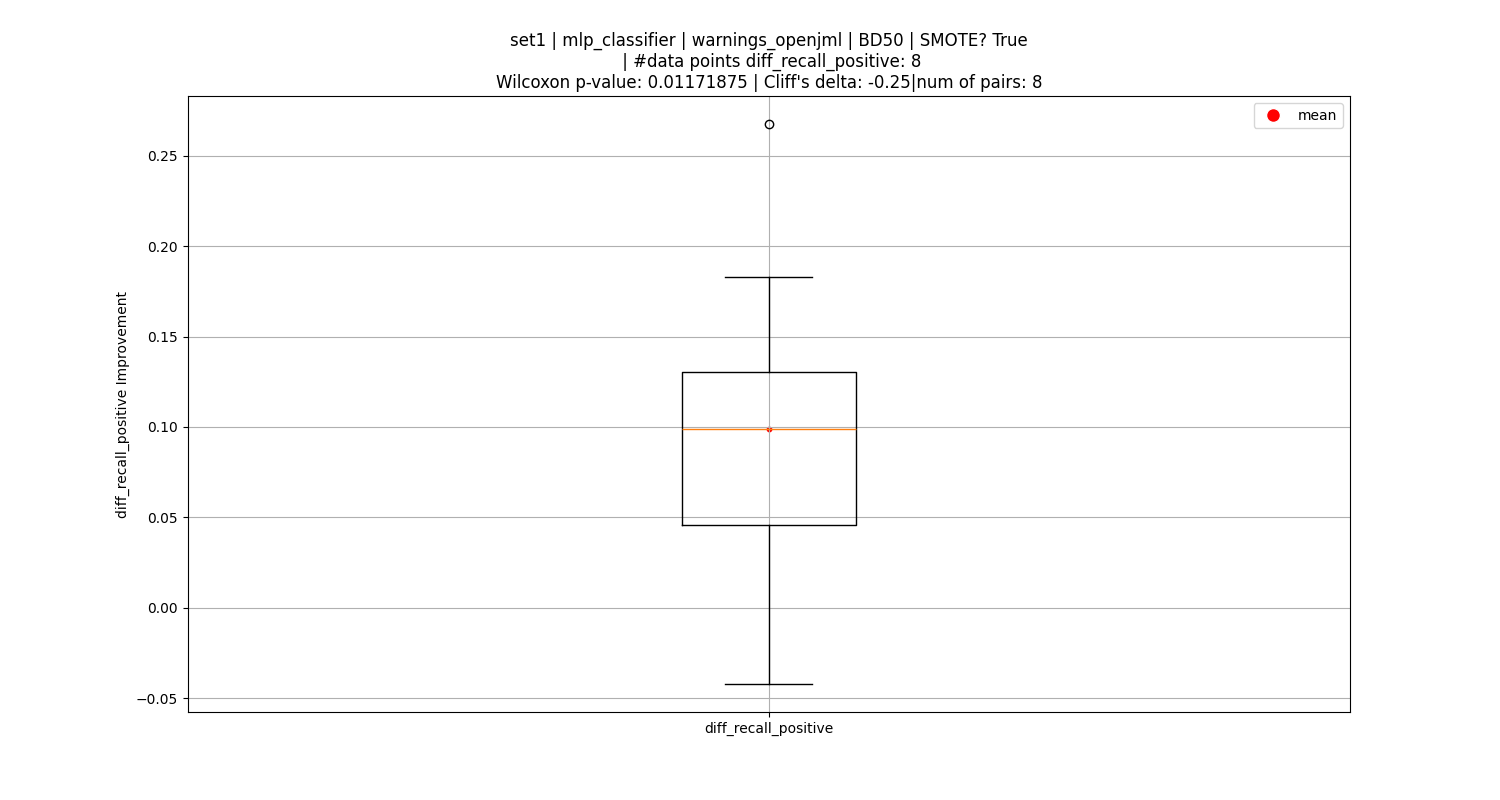 set1 | mlp_classifier | warnings_openjml | BD50 | SMOTE? True
| #data points diff_recall_positive: 8
Wilcoxon p-value: 0.01171875 | Cliff's delta: -0.25|num of pairs: 8
mean
0.25
0.20
0.15
0.10
0.05
0.00
−0.05
diff_recall_positive Improvement
diff_recall_positive